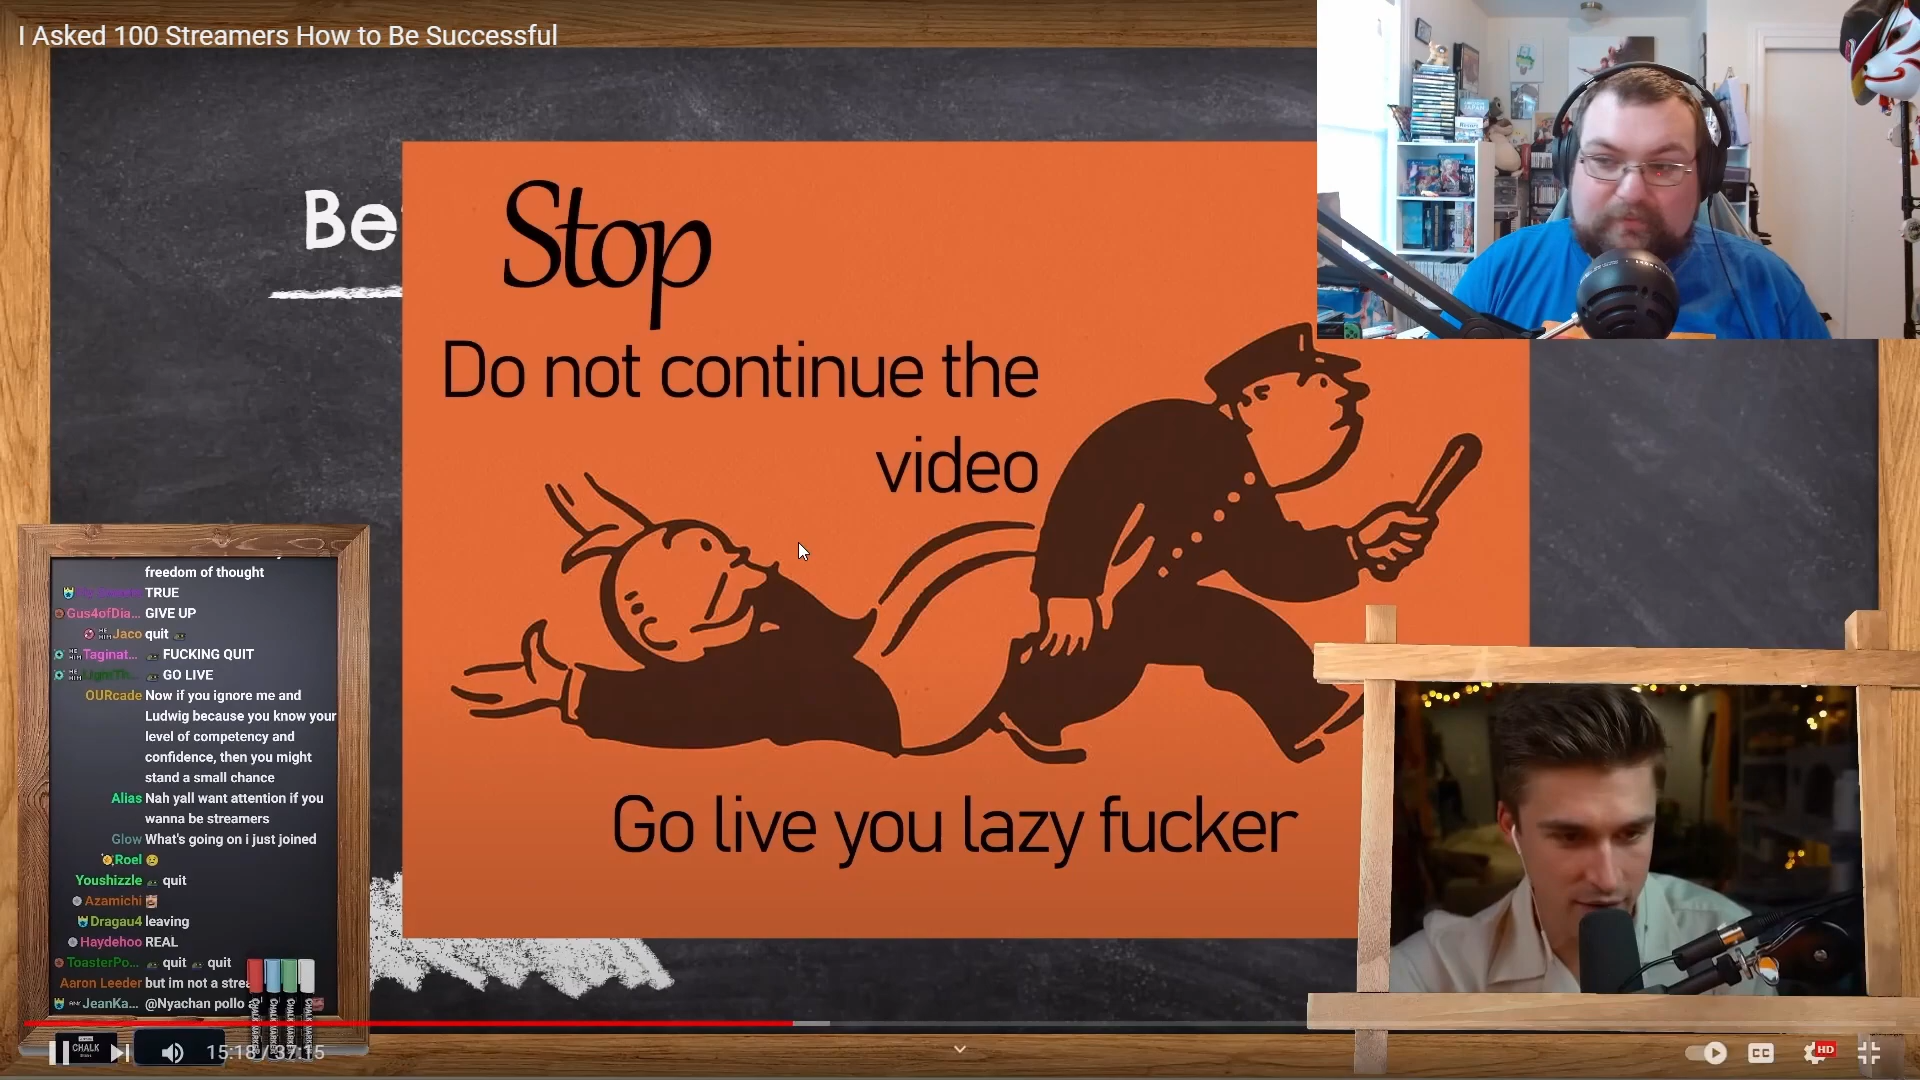 I Asked 100 Streamers How to Be Successful
Be
Stop
Do not continue the
video
Go live you lazy fucker
freedom of thought
TRUE
Gus4ofDia... GIVE UP
Jaco quit
Taginat... FUCKING QUIT
GO LIVE
OURcade Now if you ignore me and
Ludwig because you know your
level of competency and
confidence, then you might
stand a small chance
Alias Nah yall want attention if you
wanna be streamers
Glow What's going on i just joined
Roel
Youshizzle quit
Azamichi
Dragau4 leaving
Haydehoo REAL
ToasterPo... quit quit
Aaron Leeder but im not a strea
JeanKa... @Nyachan pollo a
CHALK
15:18 / 37:15
CC
HD